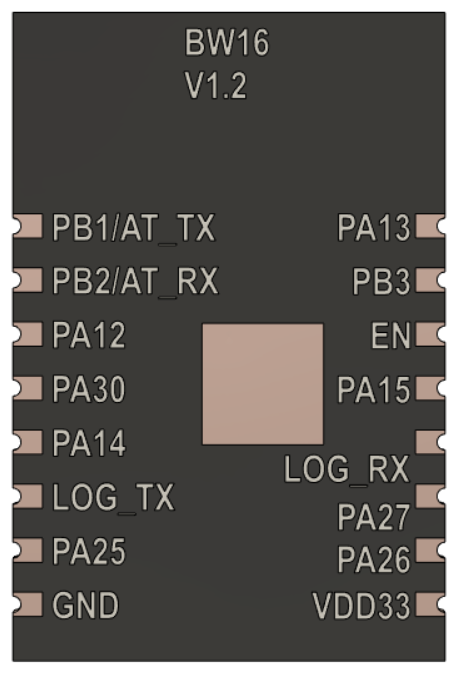 BW16
V1.2
PB1/AT_TX
PB2/AT_RX
PA12
PA30
PA14
LOG_TX
PA25
GND
PA13
PB3
EN
PA15
LOG_RX
PA27
PA26
VDD33